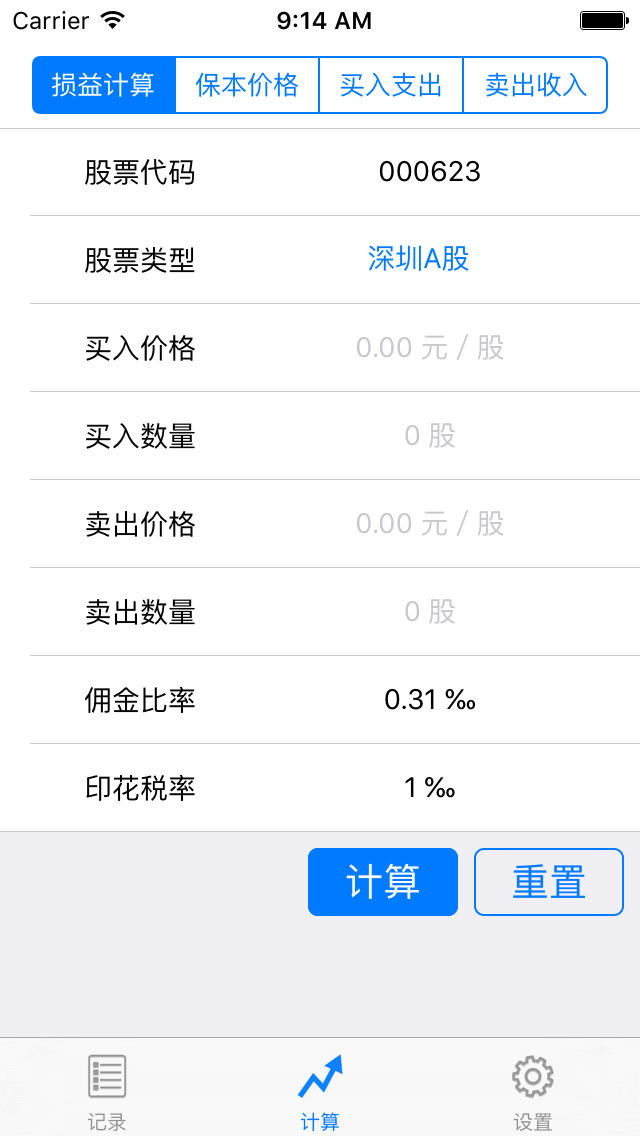 Carrier 9:14 AM
损益计算 保本价格 买入支出 卖出收入
股票代码 000623
股票类型 深圳A股
买入价格 0.00 元 / 股
买入数量 0 股
卖出价格 0.00 元 / 股
卖出数量 0 股
佣金比率 0.31 ‰
印花税率 1 ‰
计算 重置
记录 计算 设置